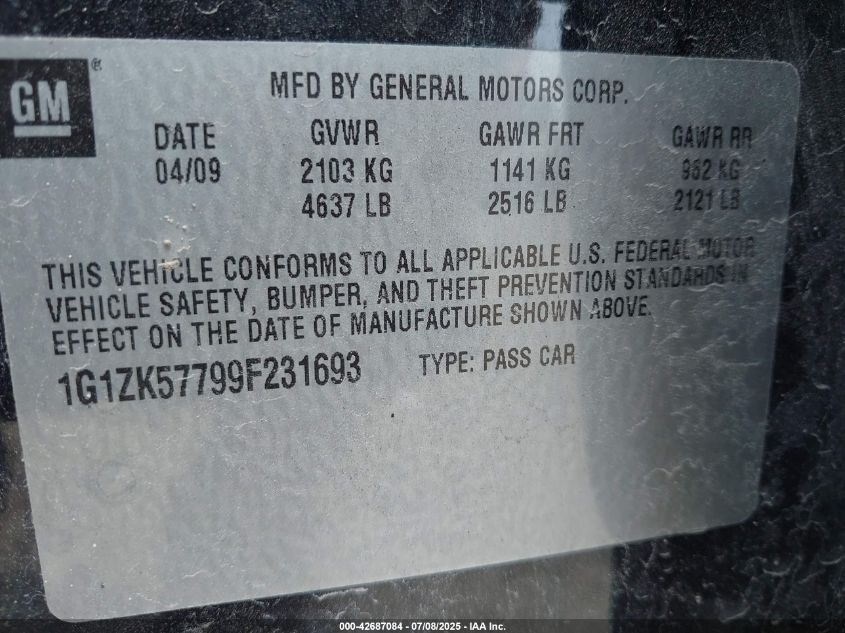 GM®
MFD BY GENERAL MOTORS CORP.
DATE GVWR GAWR FRT GAWR RR
04/09 2103 KG 1141 KG 962 KG
4637 LB 2516 LB 2121 LB
THIS VEHICLE CONFORMS TO ALL APPLICABLE U.S. FEDERAL MOTOR
VEHICLE SAFETY, BUMPER, AND THEFT PREVENTION STANDARDS IN
EFFECT ON THE DATE OF MANUFACTURE SHOWN ABOVE.
1G1ZK57799F231693 TYPE: PASS CAR
000-42687084 - 07/08/2025 - IAA Inc.